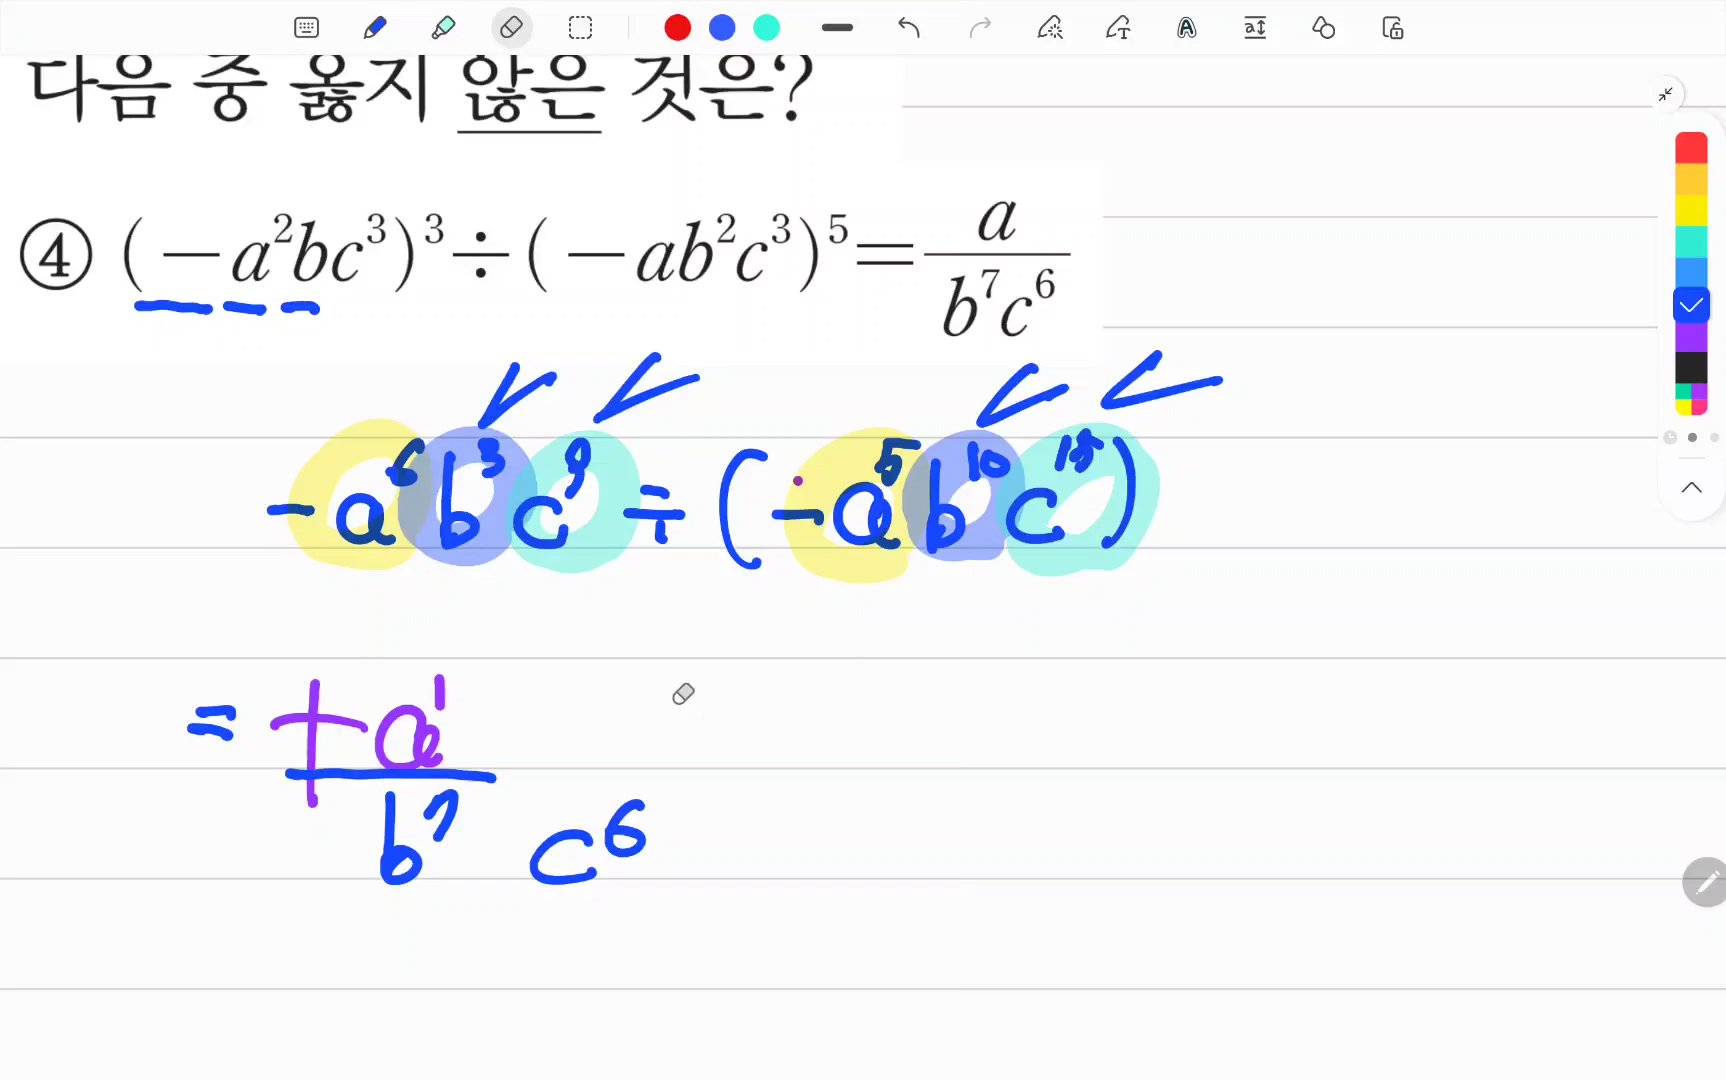 다음 중 옳지 않은 것은?
④ (-a²bc³)³÷(-ab²c³)⁵=a/b⁷c⁶
-a⁶b³c⁹÷(-a⁵b¹⁰c¹⁵)
= +a¹/b⁷ c⁶